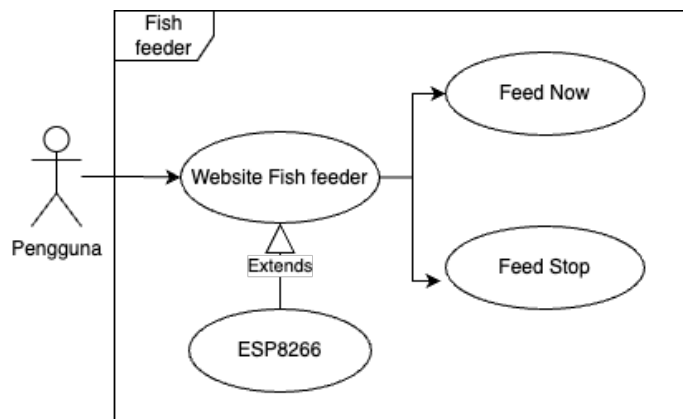 Fish
feeder
Feed Now
Website Fish feeder
Pengguna
Extends
Feed Stop
ESP8266